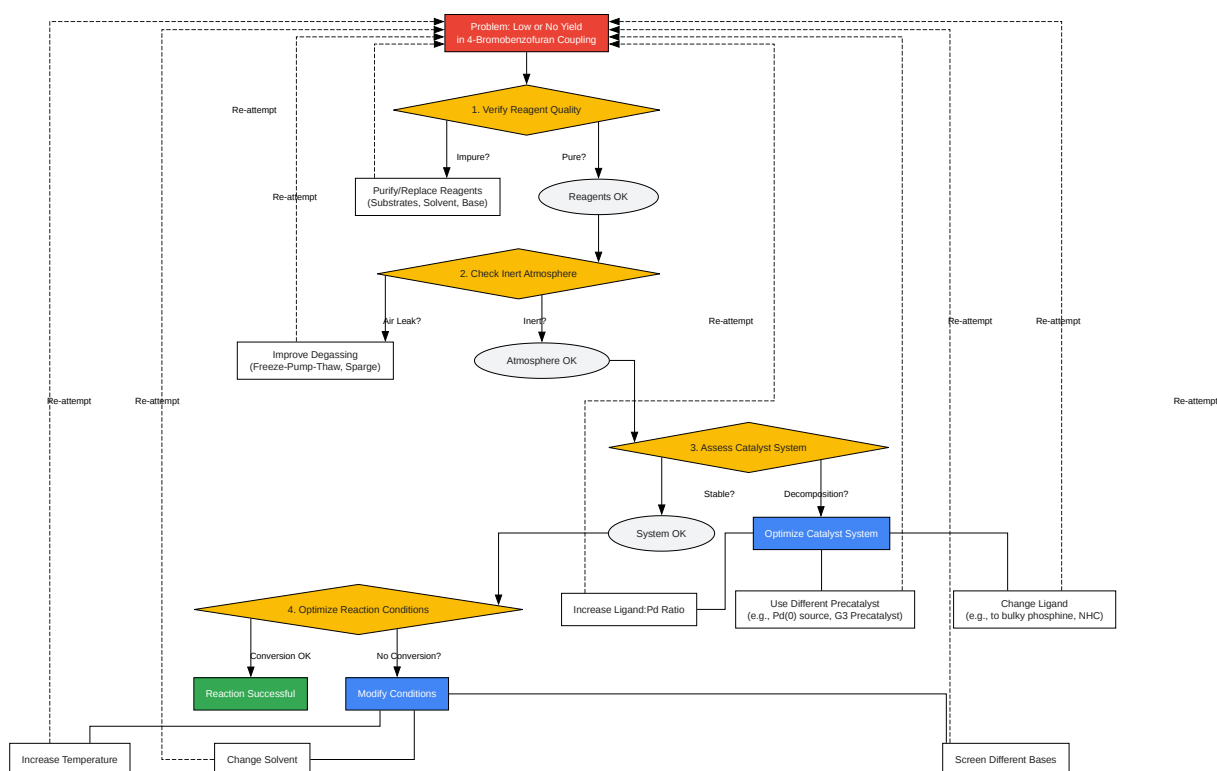 Problem: Low or No Yield
in 4-Bromobenzofuran Coupling
Re-attempt
1. Verify Reagent Quality
Impure?
Pure?
Re-attempt
Purify/Replace Reagents
(Substrates, Solvent, Base)
Reagents OK
2. Check Inert Atmosphere
Air Leak?
Inert?
Re-attempt
Re-attempt
Re-attempt
Improve Degassing
(Freeze-Pump-Thaw, Sparge)
Atmosphere OK
Re-attempt
Re-attempt
Re-attempt
3. Assess Catalyst System
Stable?
Decomposition?
System OK
Optimize Catalyst System
4. Optimize Reaction Conditions
Increase Ligand:Pd Ratio
Use Different Precatalyst
(e.g., Pd(0) source, G3 Precatalyst)
Change Ligand
(e.g., to bulky phosphine, NHC)
Conversion OK
No Conversion?
Reaction Successful
Modify Conditions
Increase Temperature
Change Solvent
Screen Different Bases